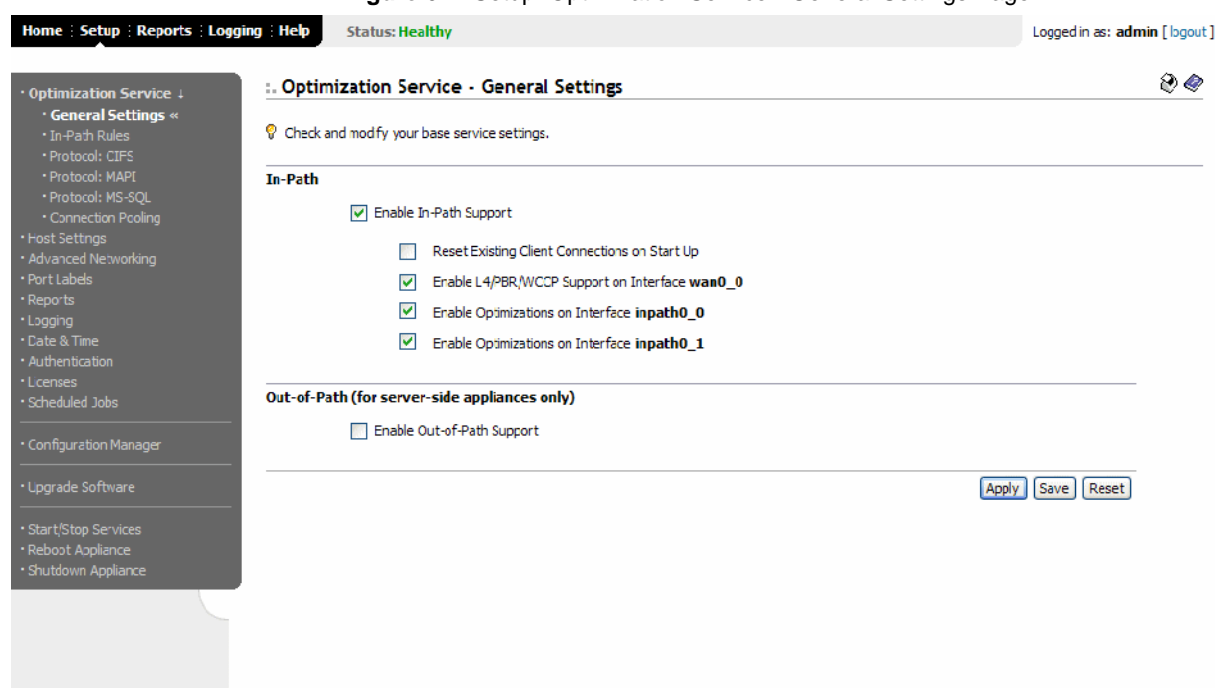 Home Setup Reports Logging Help Status: Healthy Logged in as: admin [ logout ]
· Optimization Service ↓
· General Settings «
· In-Path Rules
· Protocol: CIFS
· Protocol: MAPI
· Protocol: MS-SQL
· Connection Pooling
· Host Settings
· Advanced Networking
· Port Labels
· Reports
· Logging
· Date & Time
· Authentication
· Licenses
· Scheduled Jobs
· Configuration Manager
· Upgrade Software
· Start/Stop Services
· Reboot Appliance
· Shutdown Appliance
:. Optimization Service - General Settings
Check and modify your base service settings.
In-Path
Enable In-Path Support
Reset Existing Client Connections on Start Up
Enable L4/PBR/WCCP Support on Interface wan0_0
Enable Optimizations on Interface inpath0_0
Enable Optimizations on Interface inpath0_1
Out-of-Path (for server-side appliances only)
Enable Out-of-Path Support
Apply Save Reset